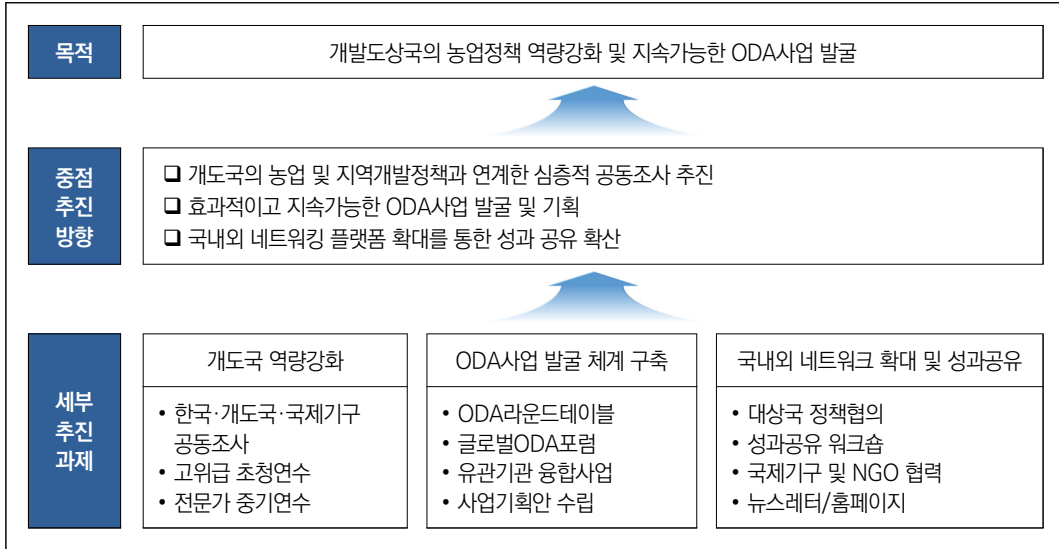 목적
개발도상국의 농업정책 역량강화 및 지속가능한 ODA사업 발굴
중점
추진
방향
❑ 개도국의 농업 및 지역개발정책과 연계한 심층적 공동조사 추진
❑ 효과적이고 지속가능한 ODA사업 발굴 및 기획
❑ 국내외 네트워킹 플랫폼 확대를 통한 성과 공유 확산
세부
추진
과제
개도국 역량강화
• 한국·개도국·국제기구
공동조사
• 고위급 초청연수
• 전문가 중기연수
ODA사업 발굴 체계 구축
• ODA라운드테이블
• 글로벌ODA포럼
• 유관기관 융합사업
• 사업기획안 수립
국내외 네트워크 확대 및 성과공유
• 대상국 정책협의
• 성과공유 워크숍
• 국제기구 및 NGO 협력
• 뉴스레터/홈페이지